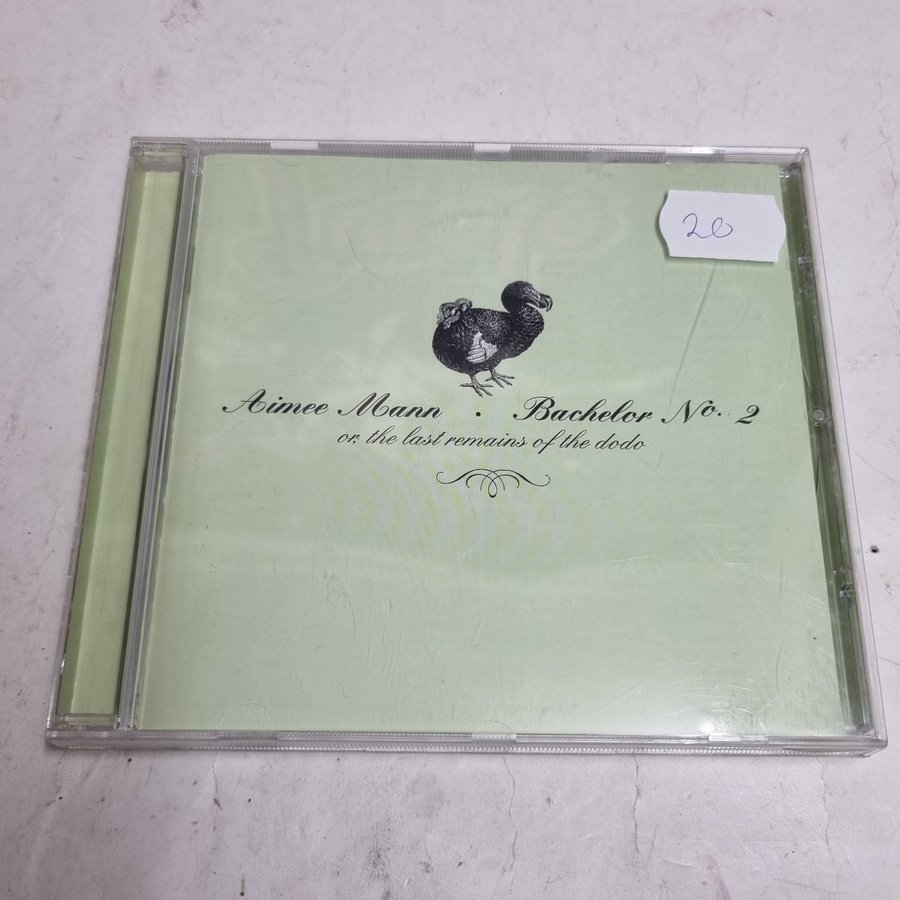 20
Aimee Mann · Bachelor No. 2
or, the last remains of the dodo